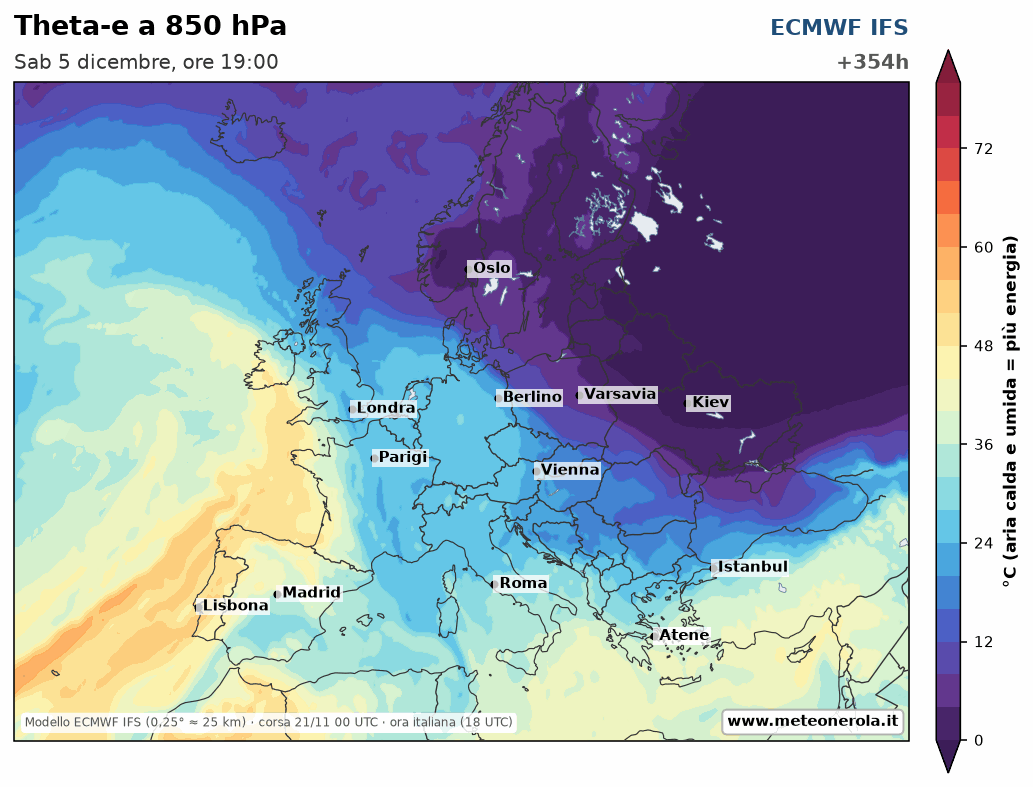 Theta-e a 850 hPa
ECMWF IFS
Sab 5 dicembre, ore 19:00
+354h
72
60
48
36
24
12
0
°C (aria calda e umida = più energia)
Oslo
Berlino
Varsavia
Kiev
Londra
Parigi
Vienna
Istanbul
Roma
Madrid
Lisbona
Atene
Modello ECMWF IFS (0,25° ≈ 25 km) · corsa 21/11 00 UTC · ora italiana (18 UTC)
www.meteonerola.it